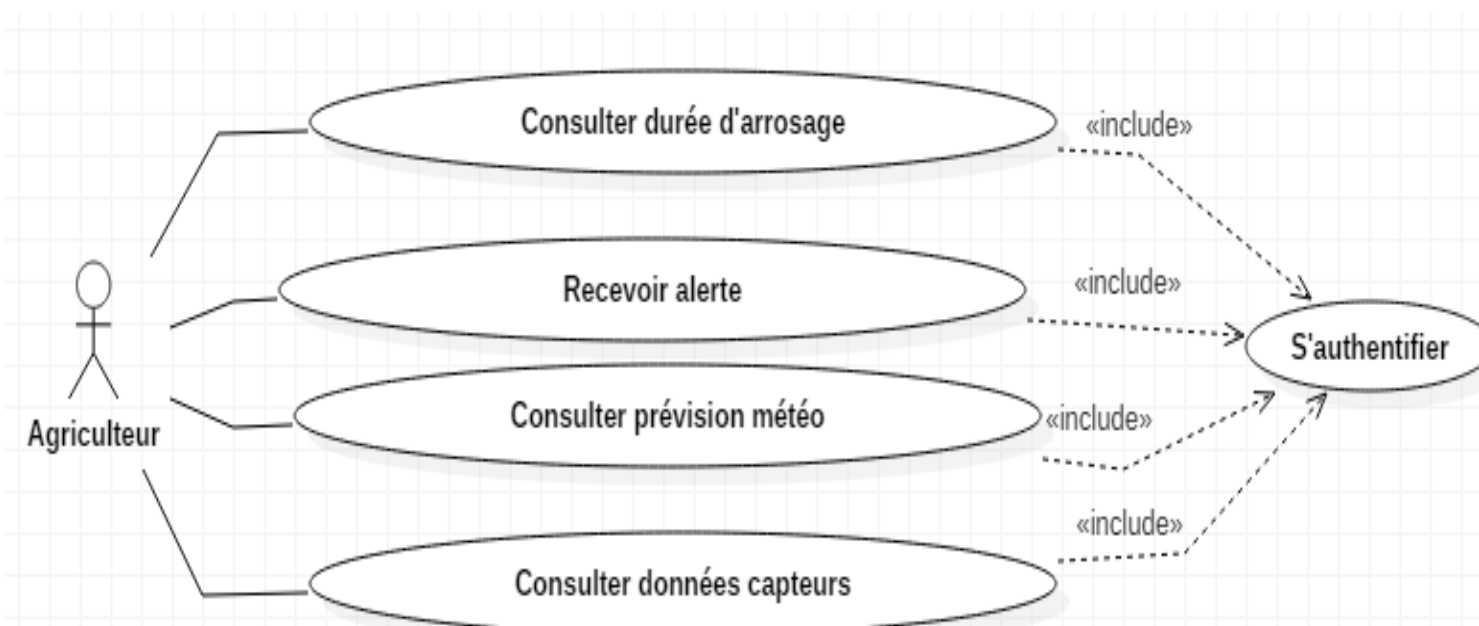 Consulter durée d'arrosage
«include»
Recevoir alerte
«include»
S'authentifier
Consulter prévision météo
«include»
Agriculteur
«include»
Consulter données capteurs